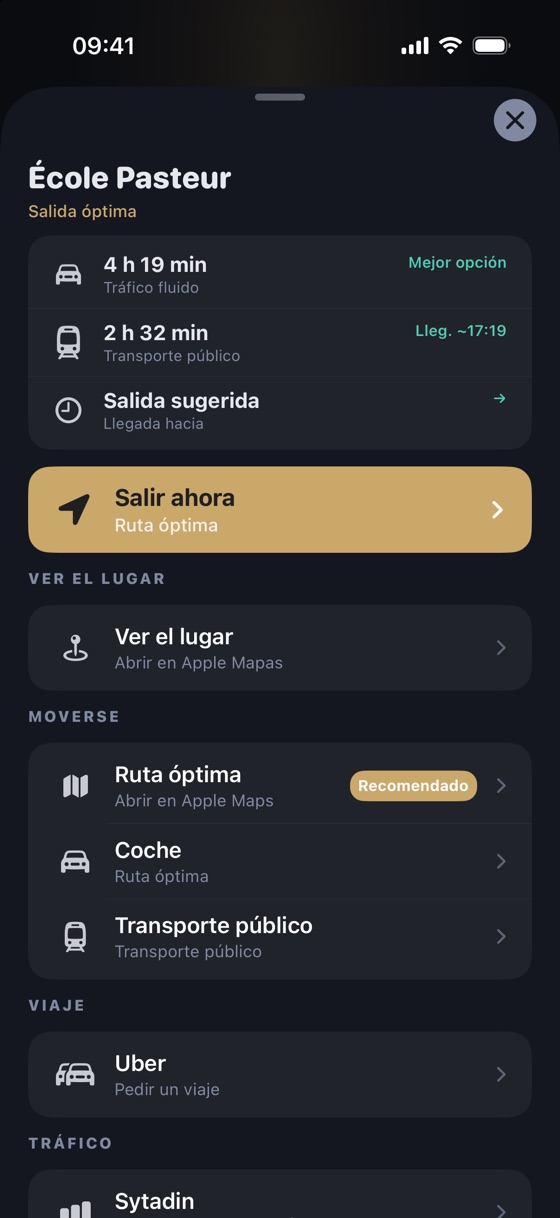 09:41
École Pasteur
Salida óptima
4 h 19 min
Mejor opción
Tráfico fluido
2 h 32 min
Lleg. ~17:19
Transporte público
Salida sugerida
→
Llegada hacia
Salir ahora
Ruta óptima
VER EL LUGAR
Ver el lugar
Abrir en Apple Mapas
MOVERSE
Ruta óptima
Recomendado
Abrir en Apple Maps
Coche
Ruta óptima
Transporte público
Transporte público
VIAJE
Uber
Pedir un viaje
TRÁFICO
Sytadin